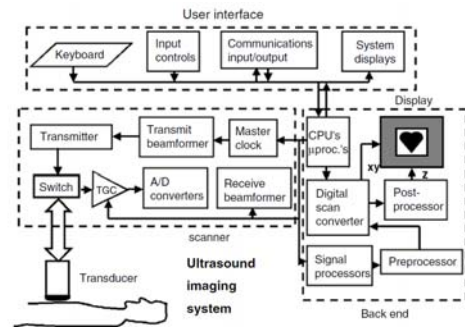 User interface
Keyboard
Input
controls
Communications
input/output
System
displays
Display
Transmitter
Transmit
beamformer
Master
clock
CPU's
μproc.'s
xy
z
Switch
TGC
A/D
converters
Receive
beamformer
Digital
scan
converter
Post-
processor
scanner
Transducer
Ultrasound
imaging
system
Signal
processors
Preprocessor
Back end